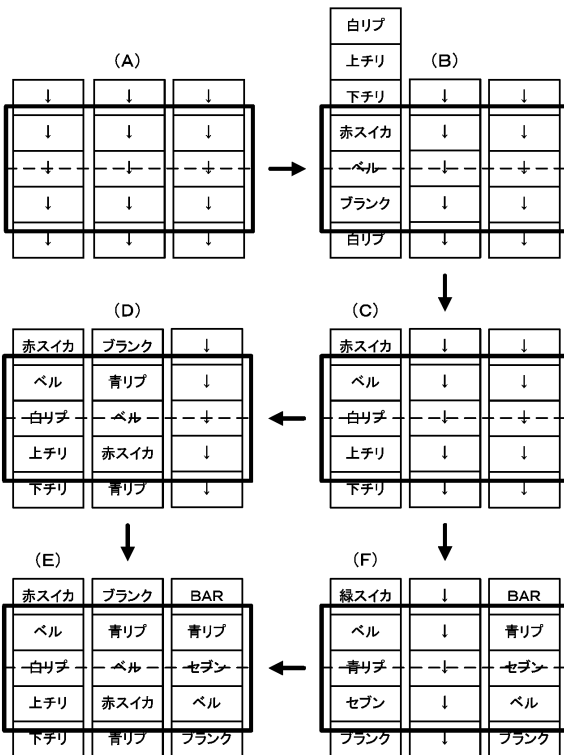 (A)
↓ ↓ ↓
↓ ↓ ↓
↓ ↓ ↓
↓ ↓ ↓
↓ ↓ ↓
(B)
白リプ
上チリ
下チリ ↓ ↓
赤スイカ ↓ ↓
ベル ↓ ↓
ブランク ↓ ↓
白リプ ↓ ↓
(D)
赤スイカ ブランク ↓
ベル 青リプ ↓
白リプ ベル ↓
上チリ 赤スイカ ↓
下チリ 青リプ ↓
(C)
赤スイカ ↓ ↓
ベル ↓ ↓
白リプ ↓ ↓
上チリ ↓ ↓
下チリ ↓ ↓
(E)
赤スイカ ブランク BAR
ベル 青リプ 青リプ
白リプ ベル セブン
上チリ 赤スイカ ベル
下チリ 青リプ ブランク
(F)
緑スイカ ↓ BAR
ベル ↓ 青リプ
青リプ ↓ セブン
セブン ↓ ベル
ブランク ↓ ブランク